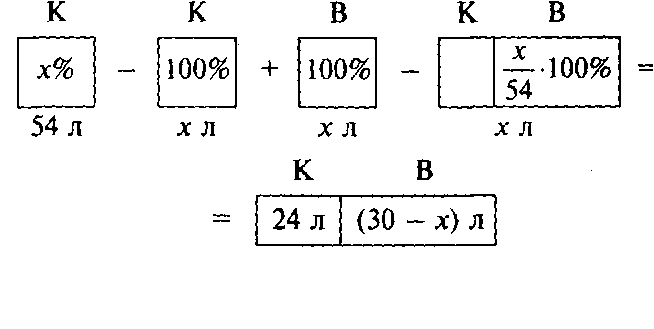 К К В К В
x% − 100% + 100% − x/54 · 100% =
54 л x л x л x л
К В
= 24 л (30 − x) л